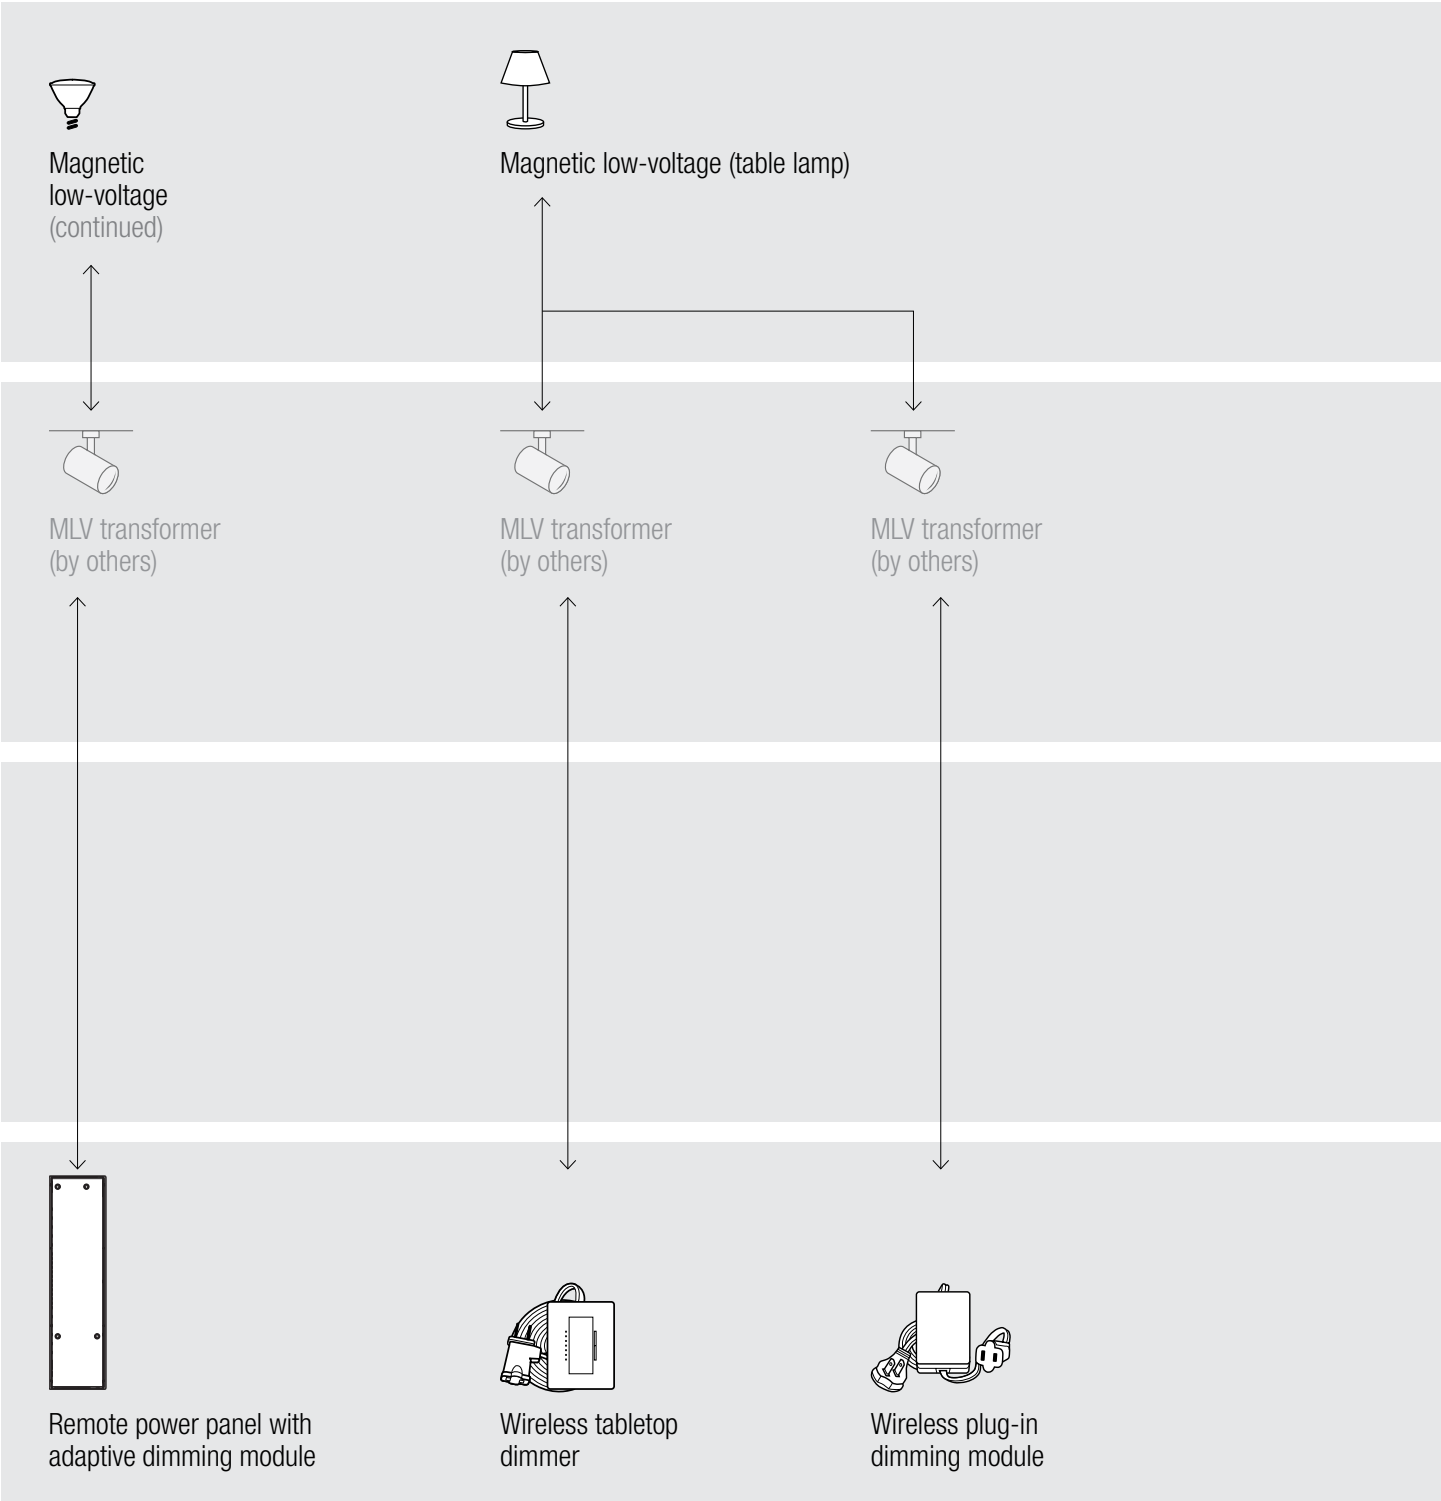 Magnetic
low-voltage
(continued)
Magnetic low-voltage (table lamp)
MLV transformer
(by others)
MLV transformer
(by others)
MLV transformer
(by others)
Remote power panel with
adaptive dimming module
Wireless tabletop
dimmer
Wireless plug-in
dimming module